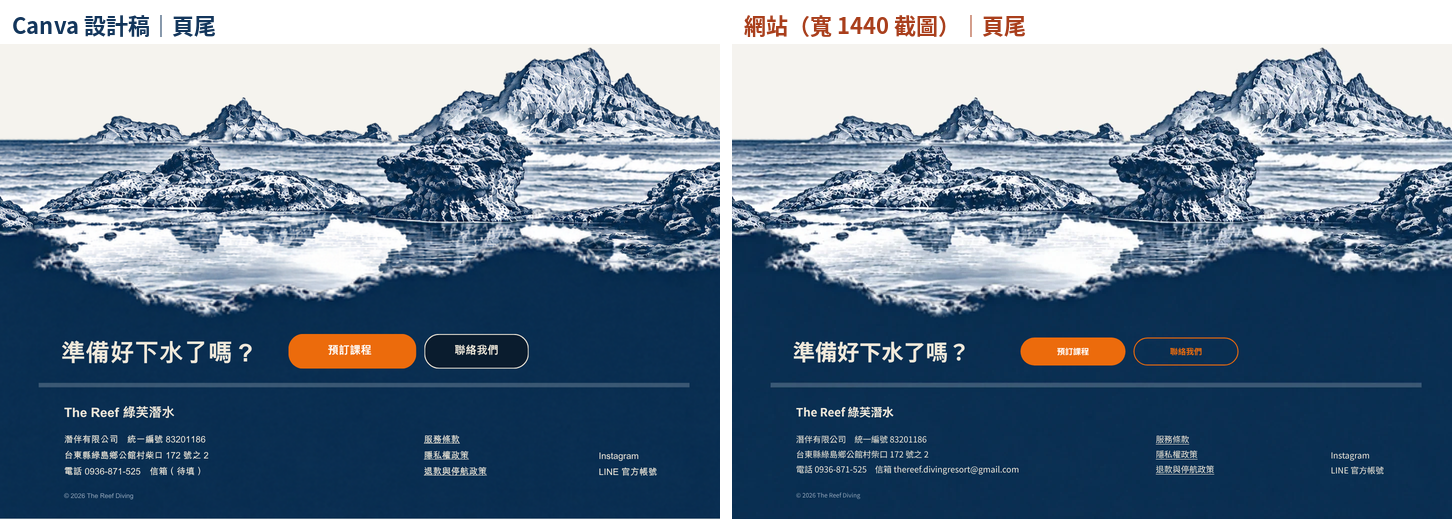 Canva 設計稿｜頁尾
準備好下水了嗎？
預訂課程
聯絡我們
The Reef 綠芙潛水
潛伴有限公司　統一編號 83201186
台東縣綠島鄉公館村柴口 172 號之 2
電話 0936-871-525　信箱（待填）
服務條款
隱私權政策
退款與停航政策
Instagram
LINE 官方帳號
© 2026 The Reef Diving
網站（寬 1440 截圖）｜頁尾
準備好下水了嗎？
預訂課程
聯絡我們
The Reef 綠芙潛水
潛伴有限公司　統一編號 83201186
台東縣綠島鄉公館村柴口 172 號之 2
電話 0936-871-525　信箱 thereef.divingresort@gmail.com
服務條款
隱私權政策
退款與停航政策
Instagram
LINE 官方帳號
© 2026 The Reef Diving